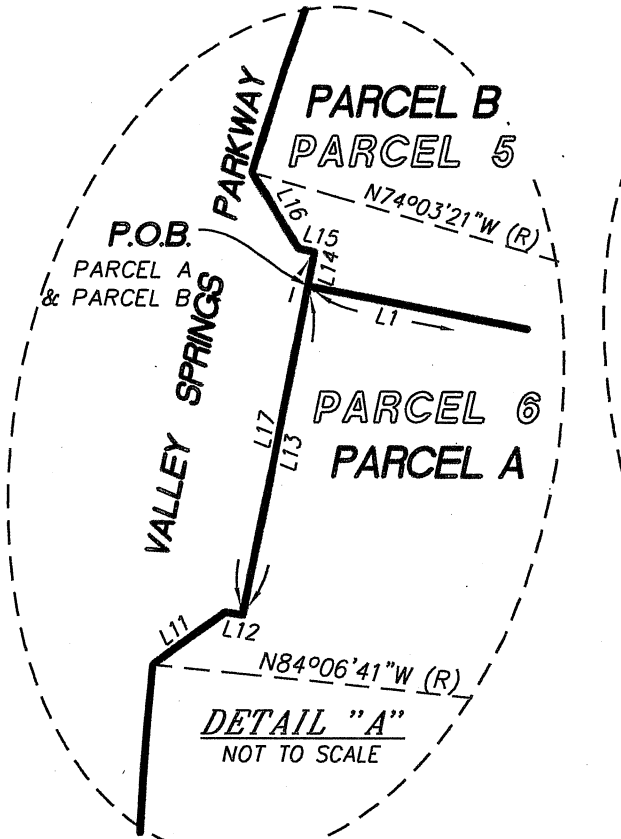 PARCEL B
PARCEL 5
N74°03'21"W (R)
PARKWAY
L16
L15
L14
P.O.B.
PARCEL A
& PARCEL B
L1
VALLEY SPRINGS
L17
L13
PARCEL 6
PARCEL A
L11
L12
N84°06'41"W (R)
DETAIL "A"
NOT TO SCALE